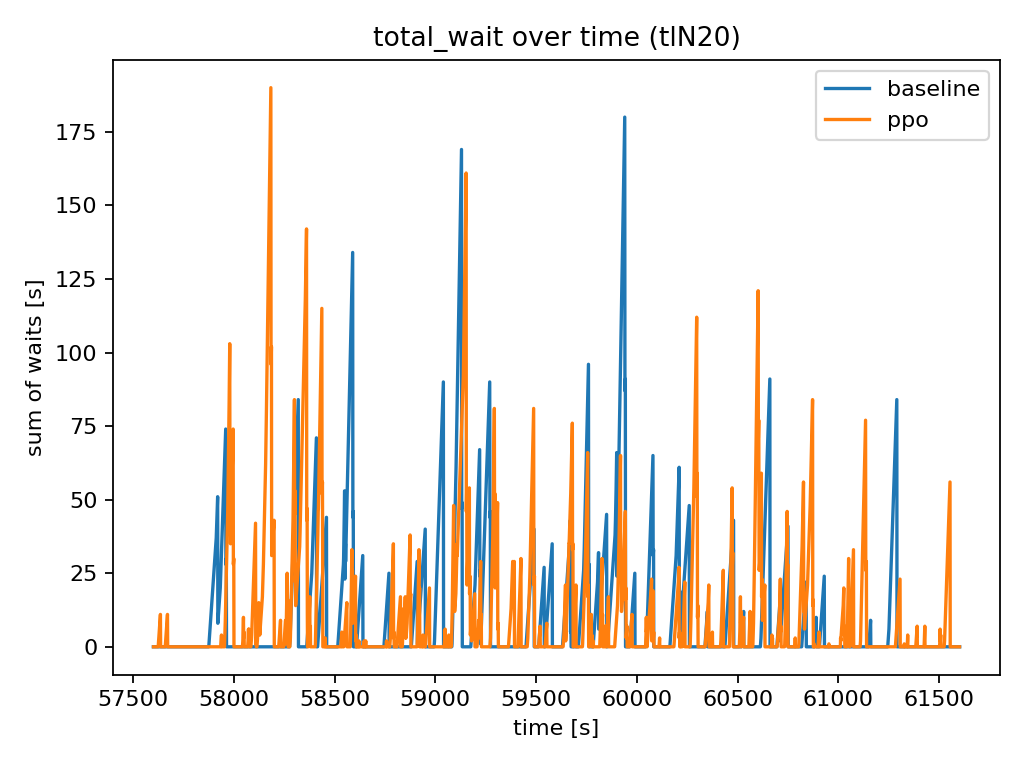 total_wait over time (tlN20)
baseline
ppo
sum of waits [s]
175
150
125
100
75
50
25
0
57500 58000 58500 59000 59500 60000 60500 61000 61500
time [s]